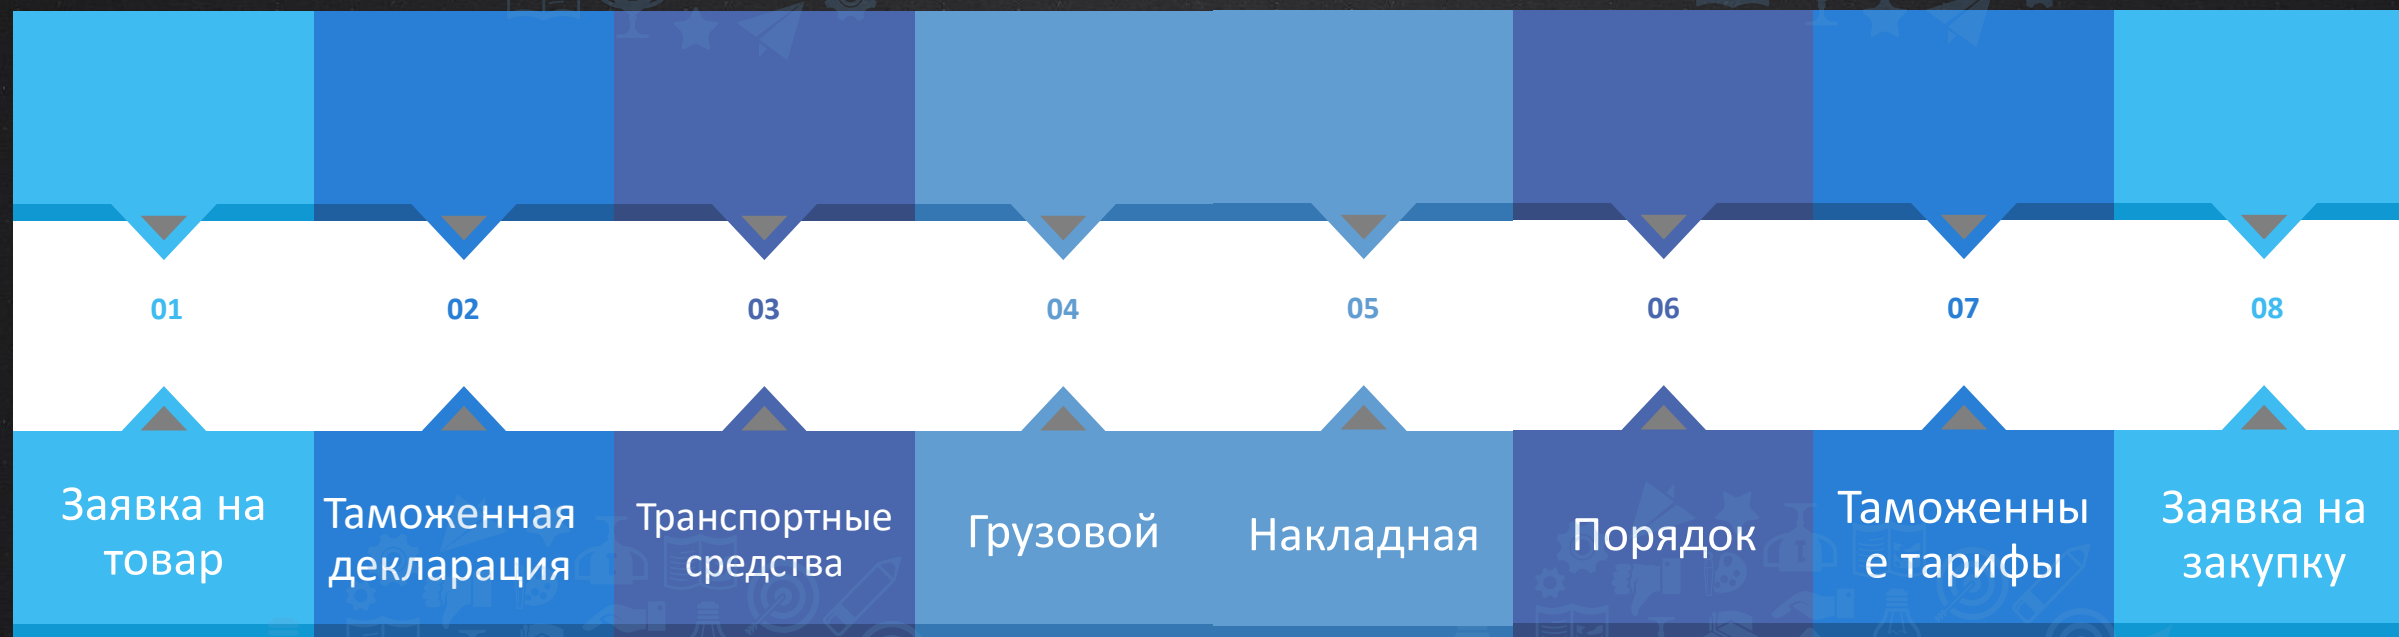 01 02 03 04 05 06 07 08
Заявка на
товар
Таможенная
декларация
Транспортные
средства
Грузовой
Накладная
Порядок
Таможенны
е тарифы
Заявка на
закупку